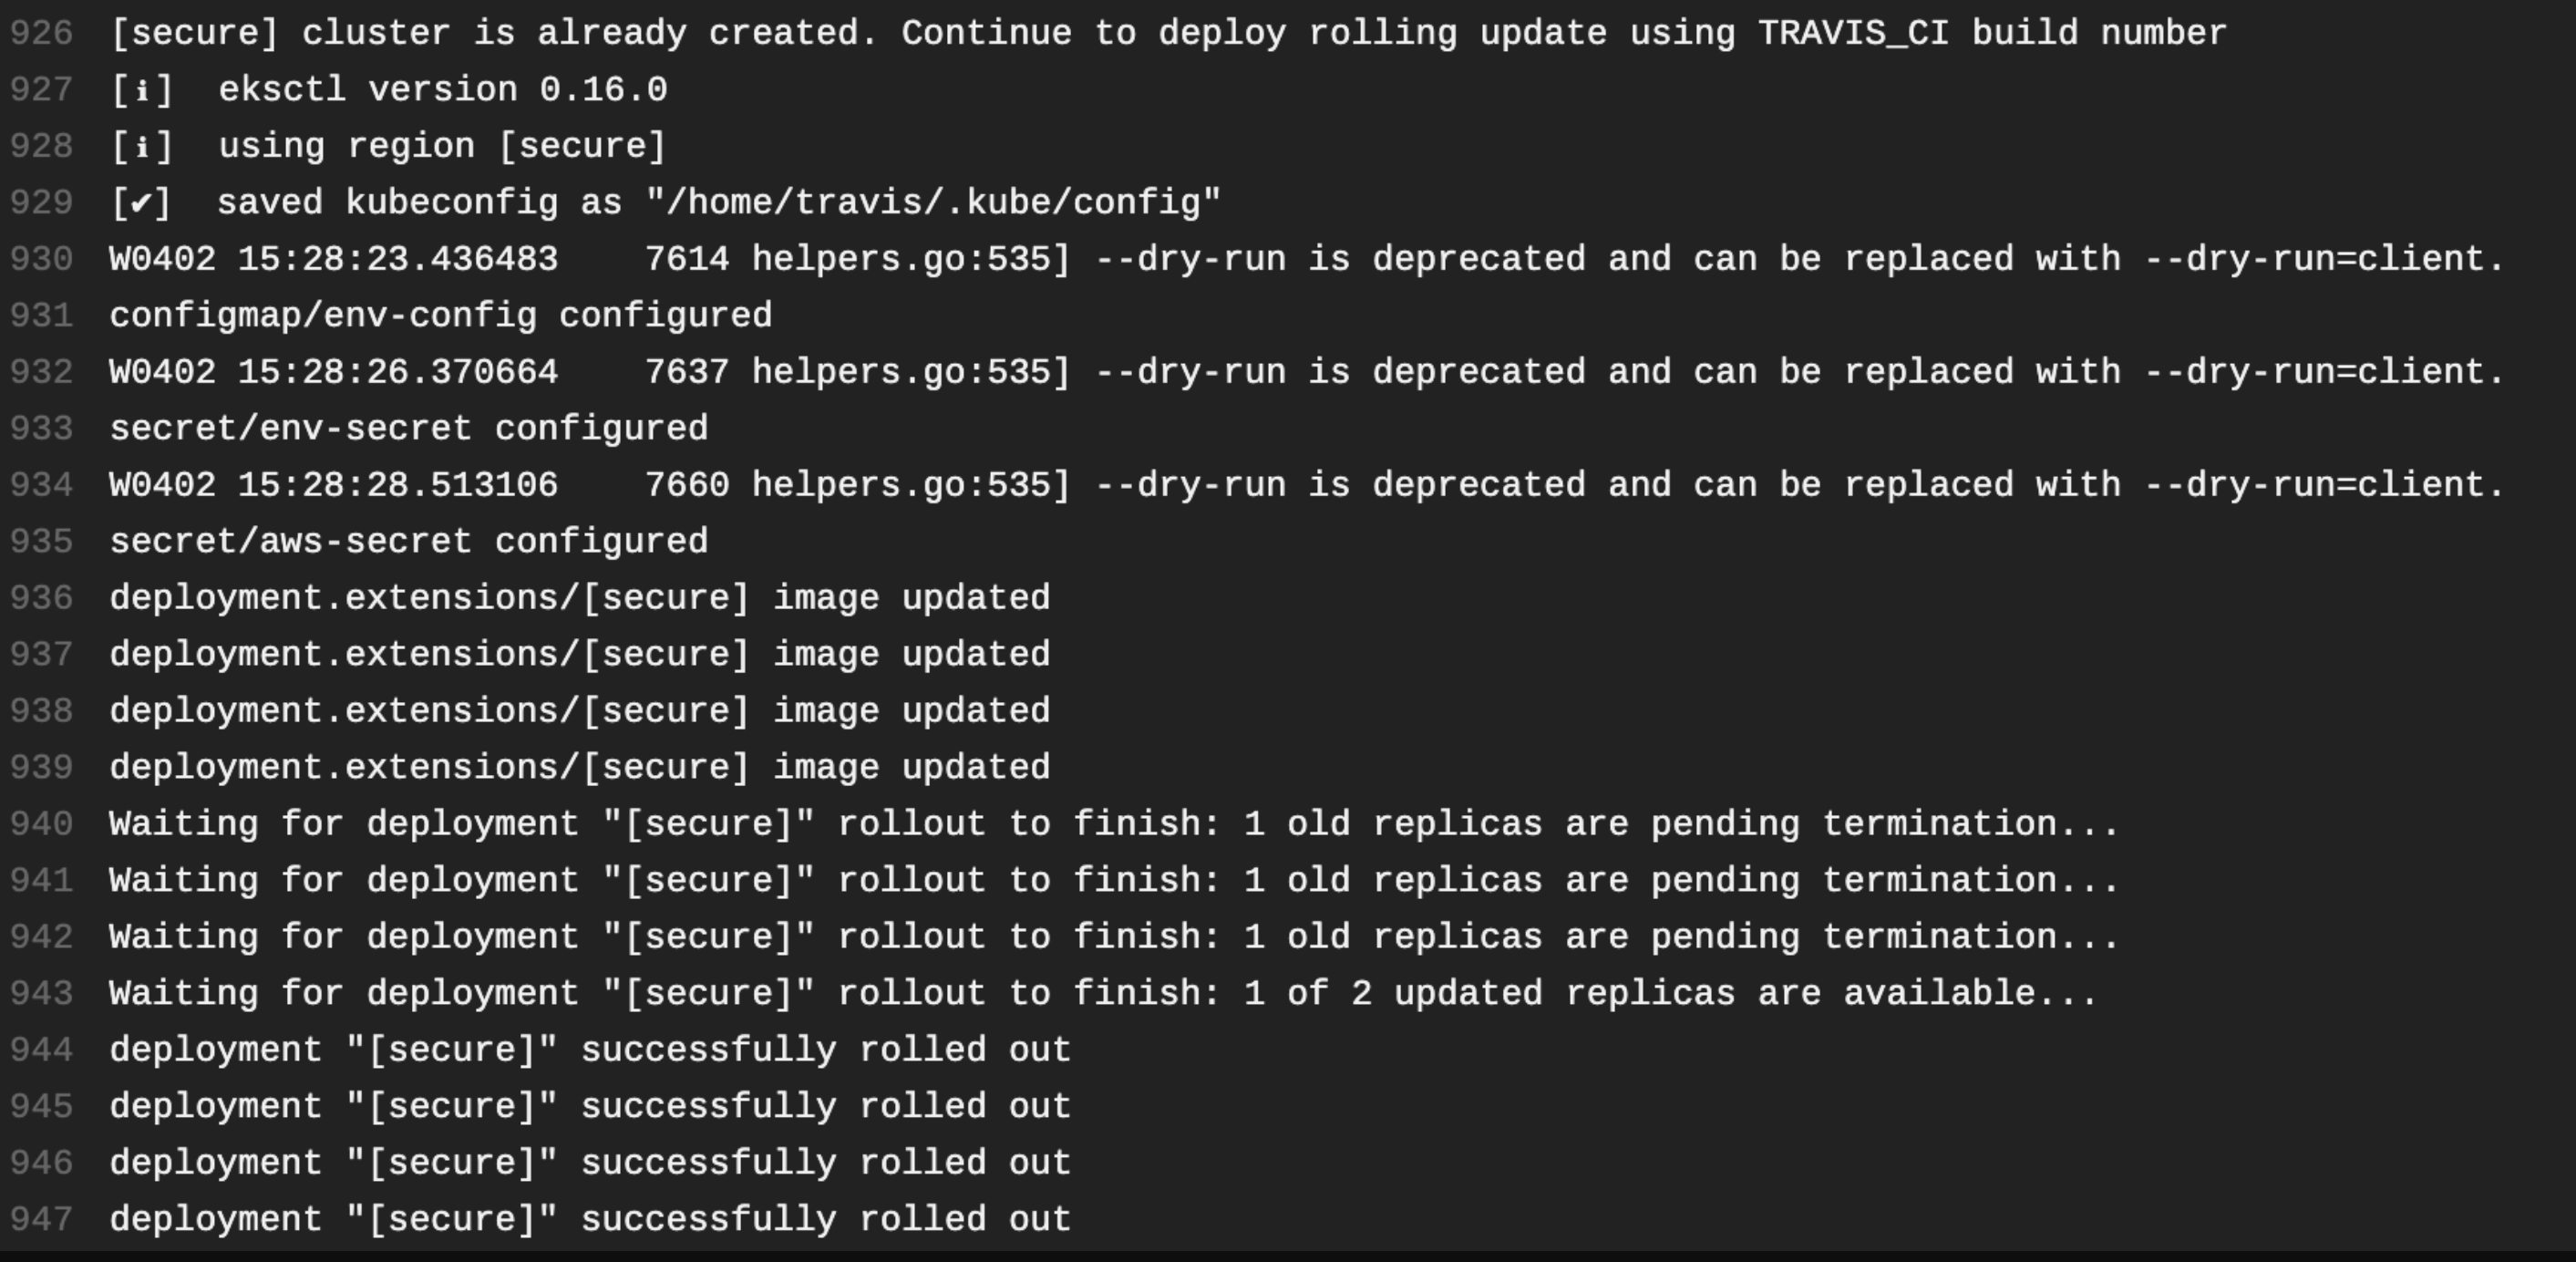 926 [secure] cluster is already created. Continue to deploy rolling update using TRAVIS_CI build number
927 [ℹ]  eksctl version 0.16.0
928 [ℹ]  using region [secure]
929 [✔]  saved kubeconfig as "/home/travis/.kube/config"
930 W0402 15:28:23.436483    7614 helpers.go:535] --dry-run is deprecated and can be replaced with --dry-run=client.
931 configmap/env-config configured
932 W0402 15:28:26.370664    7637 helpers.go:535] --dry-run is deprecated and can be replaced with --dry-run=client.
933 secret/env-secret configured
934 W0402 15:28:28.513106    7660 helpers.go:535] --dry-run is deprecated and can be replaced with --dry-run=client.
935 secret/aws-secret configured
936 deployment.extensions/[secure] image updated
937 deployment.extensions/[secure] image updated
938 deployment.extensions/[secure] image updated
939 deployment.extensions/[secure] image updated
940 Waiting for deployment "[secure]" rollout to finish: 1 old replicas are pending termination...
941 Waiting for deployment "[secure]" rollout to finish: 1 old replicas are pending termination...
942 Waiting for deployment "[secure]" rollout to finish: 1 old replicas are pending termination...
943 Waiting for deployment "[secure]" rollout to finish: 1 of 2 updated replicas are available...
944 deployment "[secure]" successfully rolled out
945 deployment "[secure]" successfully rolled out
946 deployment "[secure]" successfully rolled out
947 deployment "[secure]" successfully rolled out